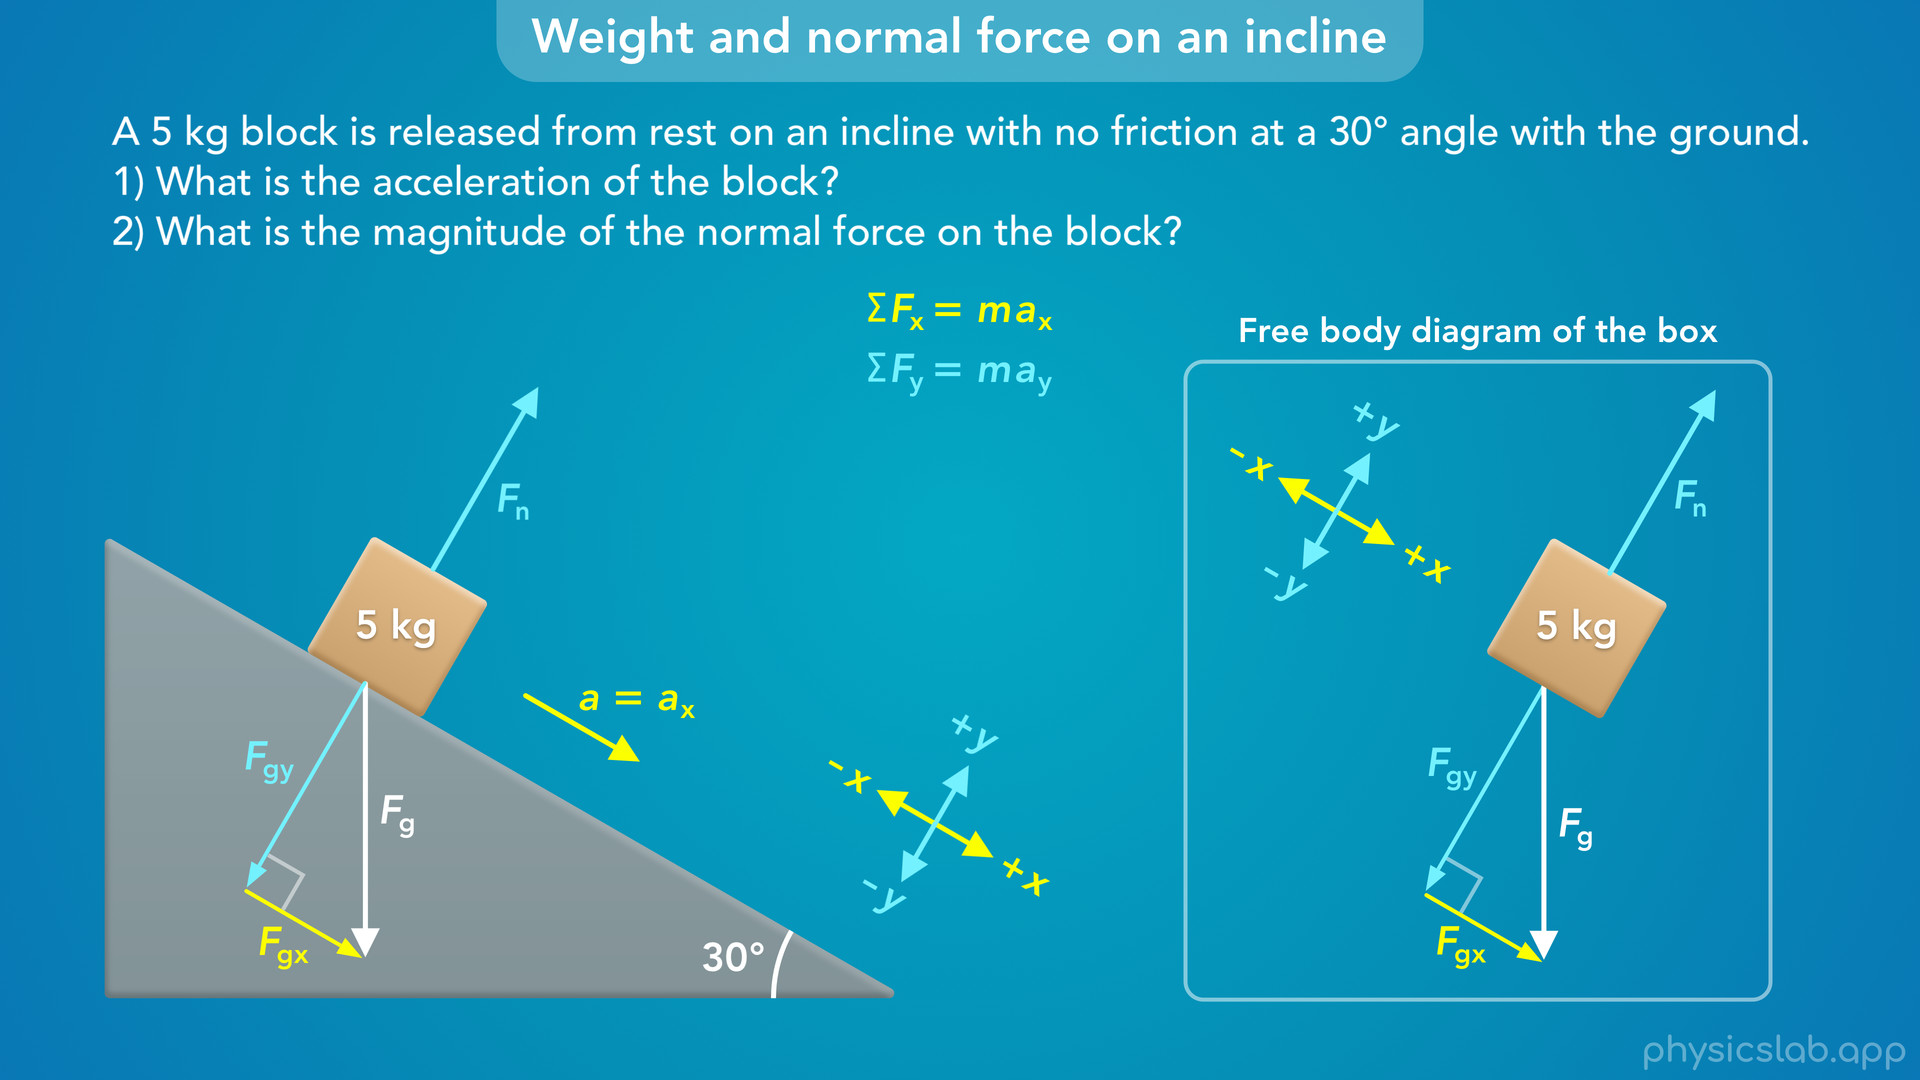 Weight and normal force on an incline
A 5 kg block is released from rest on an incline with no friction at a 30° angle with the ground.
1) What is the acceleration of the block?
2) What is the magnitude of the normal force on the block?
ΣFx = max
ΣFy = may
Free body diagram of the box
Fn
5 kg
a = ax
Fgy
Fg
Fgx
30°
+y
-x
+x
-y
+y
-x
+x
-y
Fn
5 kg
Fgy
Fg
Fgx
physicslab.app